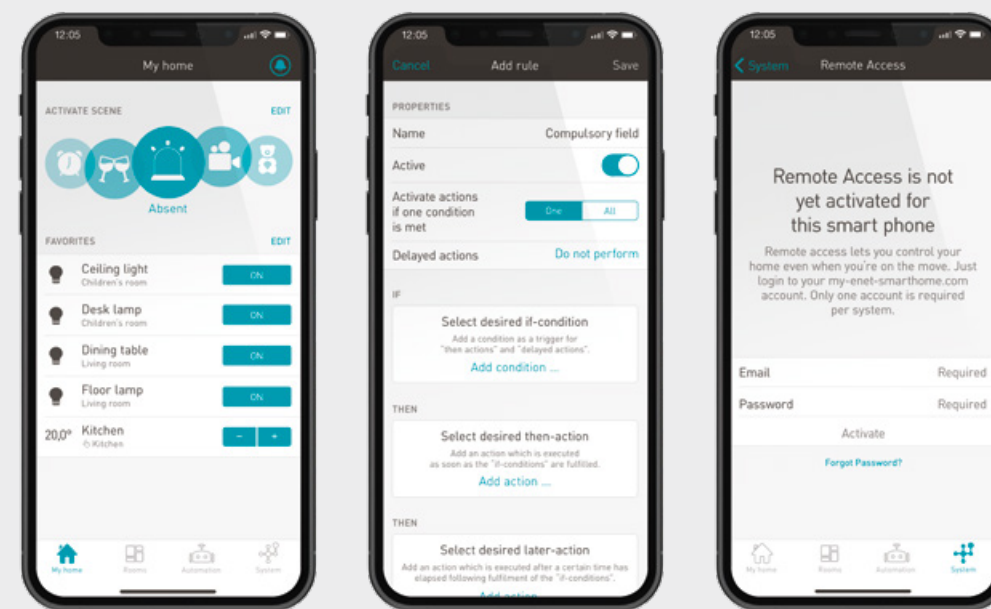 12:05
My home
ACTIVATE SCENE
EDIT
Absent
FAVORITES
EDIT
Ceiling light
Children's room
ON
Desk lamp
Children's room
ON
Dining table
Living room
ON
Floor lamp
Living room
ON
20,0°
Kitchen
Kitchen
-
+
My home
Rooms
Automation
System
12:05
Cancel
Add rule
Save
PROPERTIES
Name
Compulsory field
Active
Activate actions
if one condition
is met
One
All
Delayed actions
Do not perform
IF
Select desired if-condition
Add a condition as a trigger for
"then actions" and "delayed actions".
Add condition ...
THEN
Select desired then-action
Add an action which is executed
as soon as the "if-conditions" are fulfilled.
Add action ...
THEN
Select desired later-action
Add an action which is executed after a certain time has
elapsed following fulfilment of the "if-conditions".
Add action
12:05
System
Remote Access
Remote Access is not
yet activated for
this smart phone
Remote access lets you control your
home even when you're on the move. Just
login to your my-enet-smarthome.com
account. Only one account is required
per system.
Email
Required
Password
Required
Activate
Forgot Password?
My home
Rooms
Automation
System